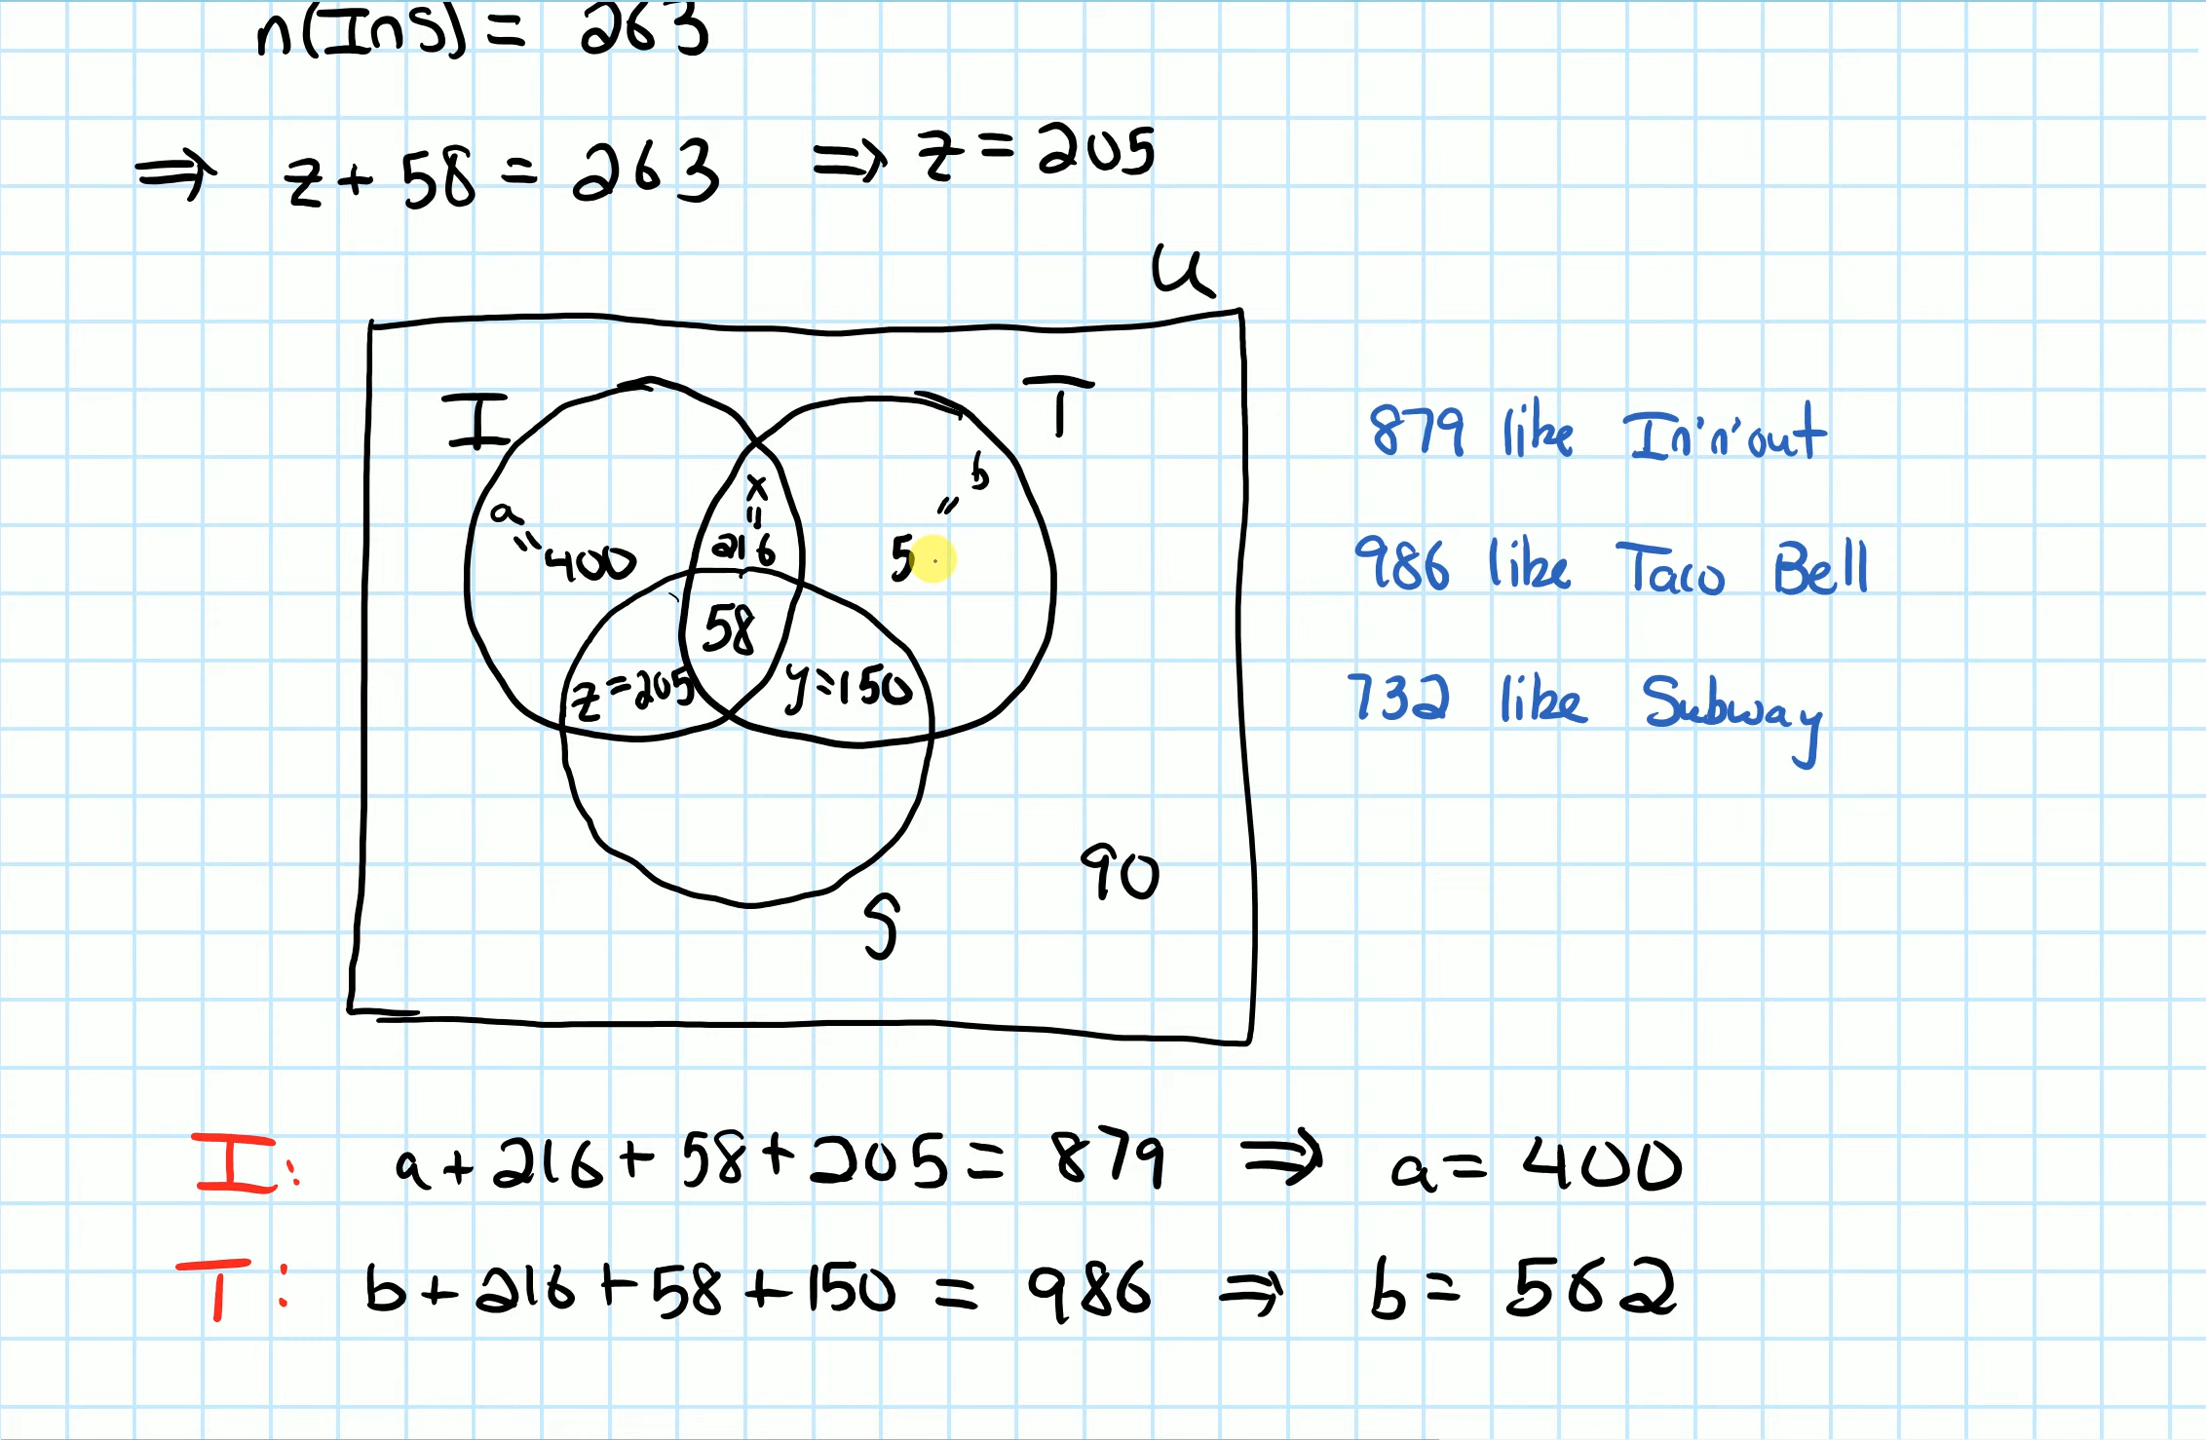 n(I∩S) = 263
⇒ z + 58 = 263 ⇒ z = 205
U
I
T
a
"
400
x
"
216
b
"
5
58
z = 205
y = 150
S
90
879 like In'n'out
986 like Taco Bell
732 like Subway
I: a + 216 + 58 + 205 = 879 ⇒ a = 400
T: b + 216 + 58 + 150 = 986 ⇒ b = 562